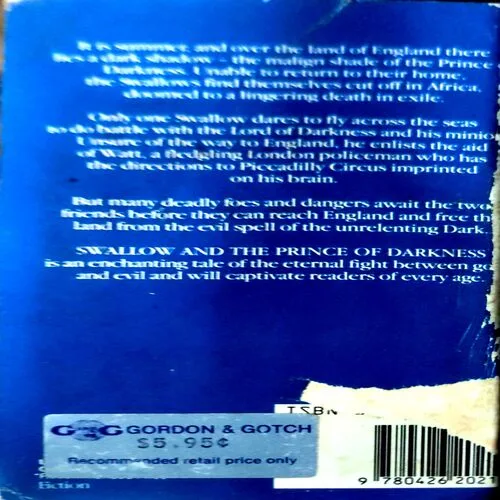 It is summer, and over the land of England there
lies a dark shadow – the malign shade of the Prince
Darkness. Unable to return to their home,
the Swallows find themselves cut off in Africa,
doomed to a lingering death in exile.
Only one Swallow dares to fly across the seas
to do battle with the Lord of Darkness and his minio
Unsure of the way to England, he enlists the aid
of Watt, a fledgling London policeman who has
the directions to Piccadilly Circus imprinted
on his brain.
But many deadly foes and dangers await the two
friends before they can reach England and free th
land from the evil spell of the unrelenting Dark.
SWALLOW AND THE PRINCE OF DARKNESS
is an enchanting tale of the eternal fight between go
and evil and will captivate readers of every age.
ISBN
GORDON & GOTCH
$5.95¢
Recommended retail price only
Fiction
9 780426 202